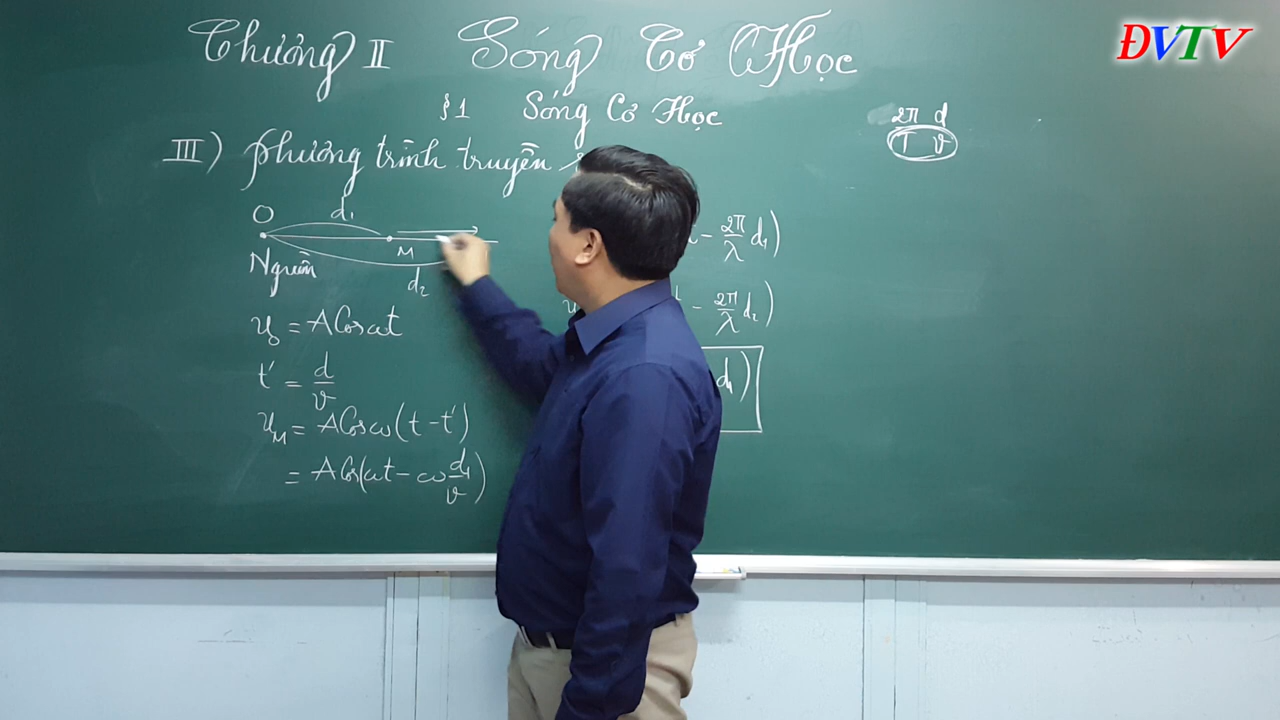 Chương II Sóng Cơ Học
ĐVTV
§1 Sóng Cơ Học
III) phương trình truyền
O d₁
M
Nguồn
d₂
u₀ = ACosωt
t' = d/v
u_M = ACosω(t - t')
= ACos(ωt - ω d₁/v)
- 2π/λ d₁)
- 2π/λ d₂)
d₁)
2π d
T v